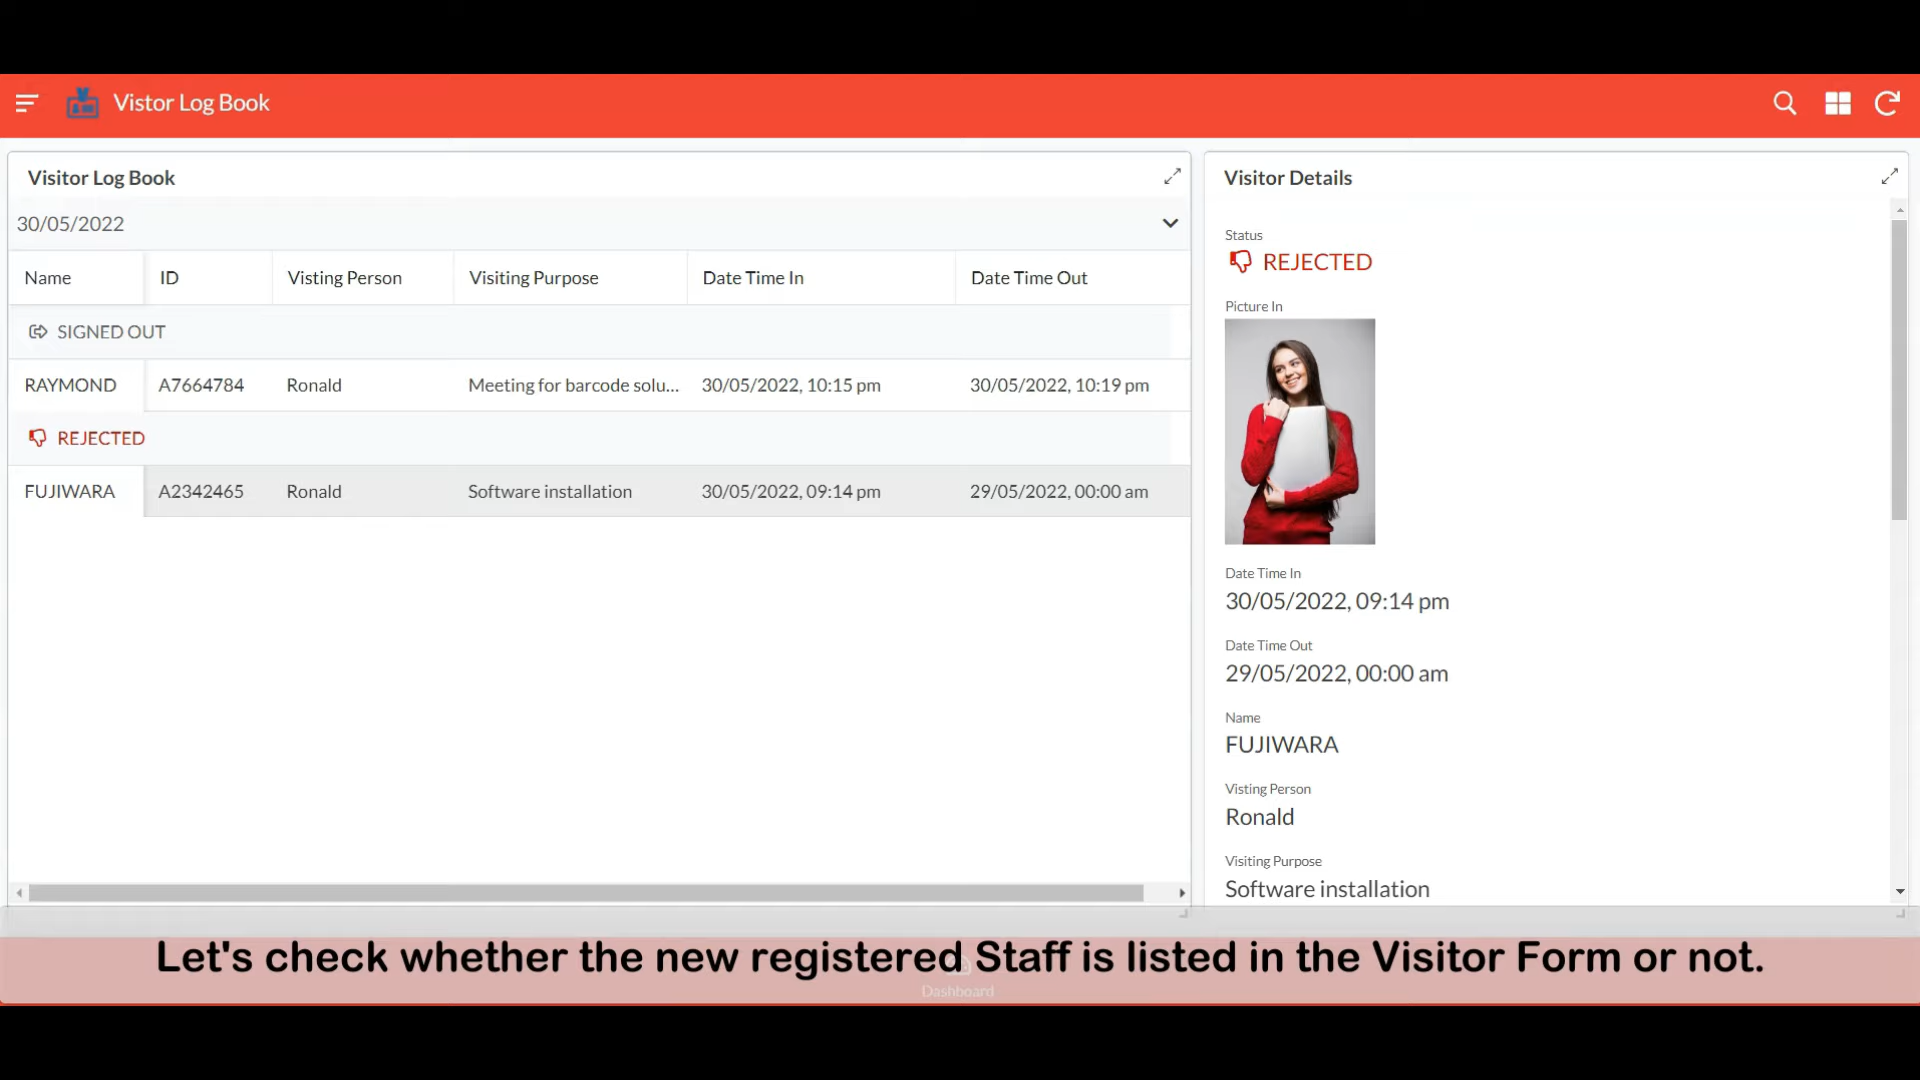 Vistor Log Book
Visitor Log Book
30/05/2022
Name ID Visting Person Visiting Purpose Date Time In Date Time Out
SIGNED OUT
RAYMOND A7664784 Ronald Meeting for barcode solu... 30/05/2022, 10:15 pm 30/05/2022, 10:19 pm
REJECTED
FUJIWARA A2342465 Ronald Software installation 30/05/2022, 09:14 pm 29/05/2022, 00:00 am
Visitor Details
Status
REJECTED
Picture In
Date Time In
30/05/2022, 09:14 pm
Date Time Out
29/05/2022, 00:00 am
Name
FUJIWARA
Visting Person
Ronald
Visiting Purpose
Software installation
Let's check whether the new registered Staff is listed in the Visitor Form or not.
Dashboard